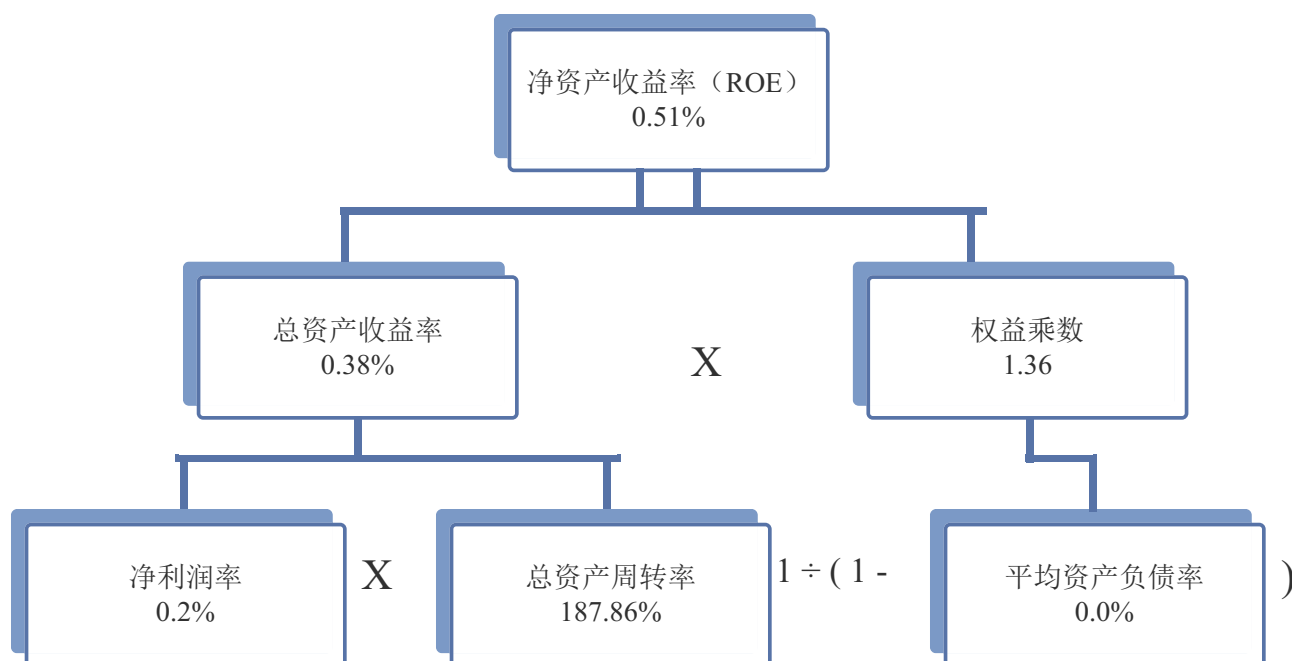 净资产收益率（ROE）
0.51%
总资产收益率
0.38%
X
权益乘数
1.36
净利润率
0.2%
X
总资产周转率
187.86%
1 ÷ ( 1 -
平均资产负债率
0.0%
)